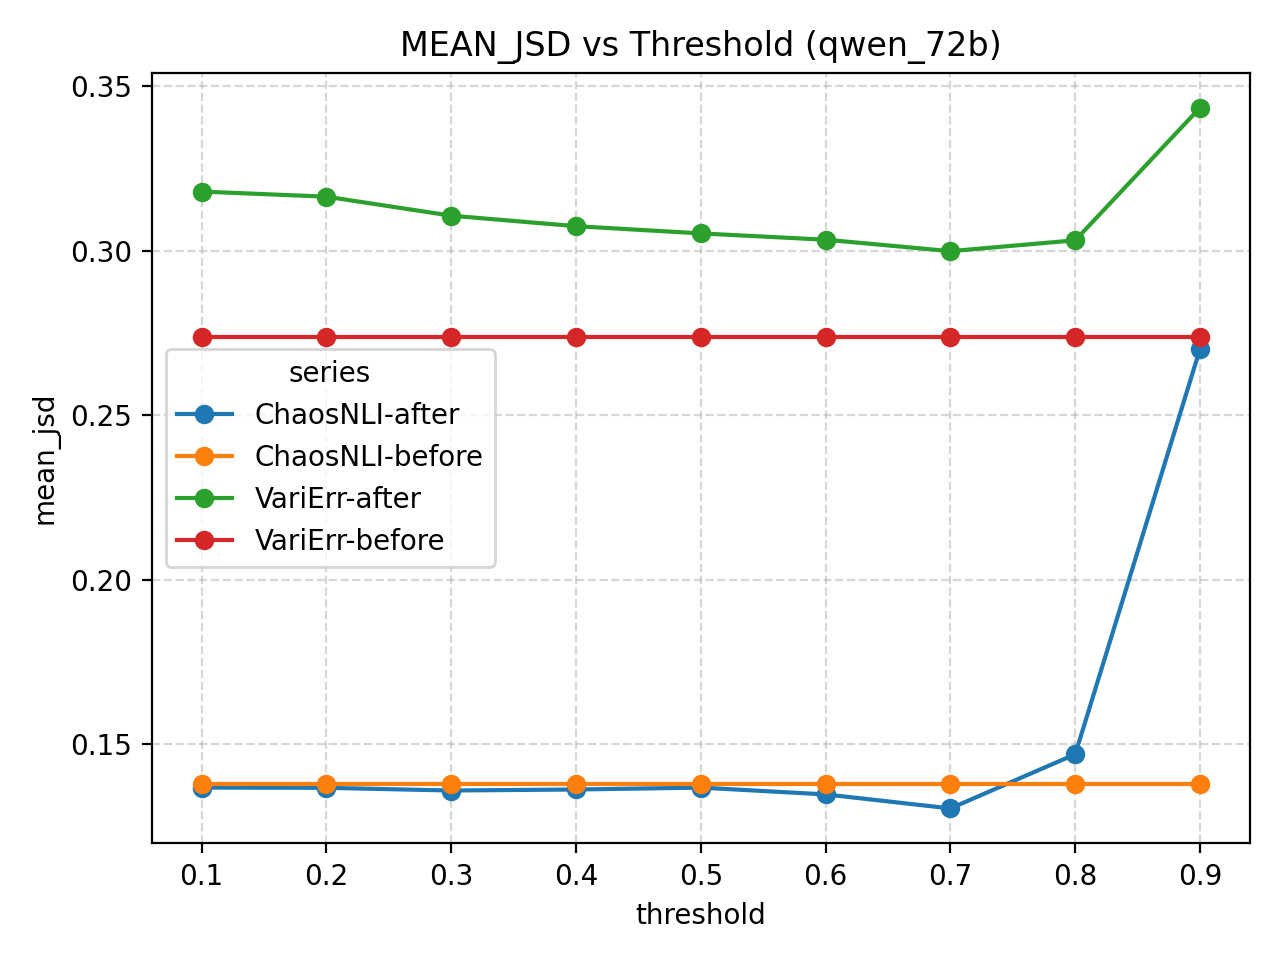 MEAN_JSD vs Threshold (qwen_72b)
0.35
0.30
0.25
0.20
0.15
mean_jsd
series
ChaosNLI-after
ChaosNLI-before
VariErr-after
VariErr-before
0.1 0.2 0.3 0.4 0.5 0.6 0.7 0.8 0.9
threshold